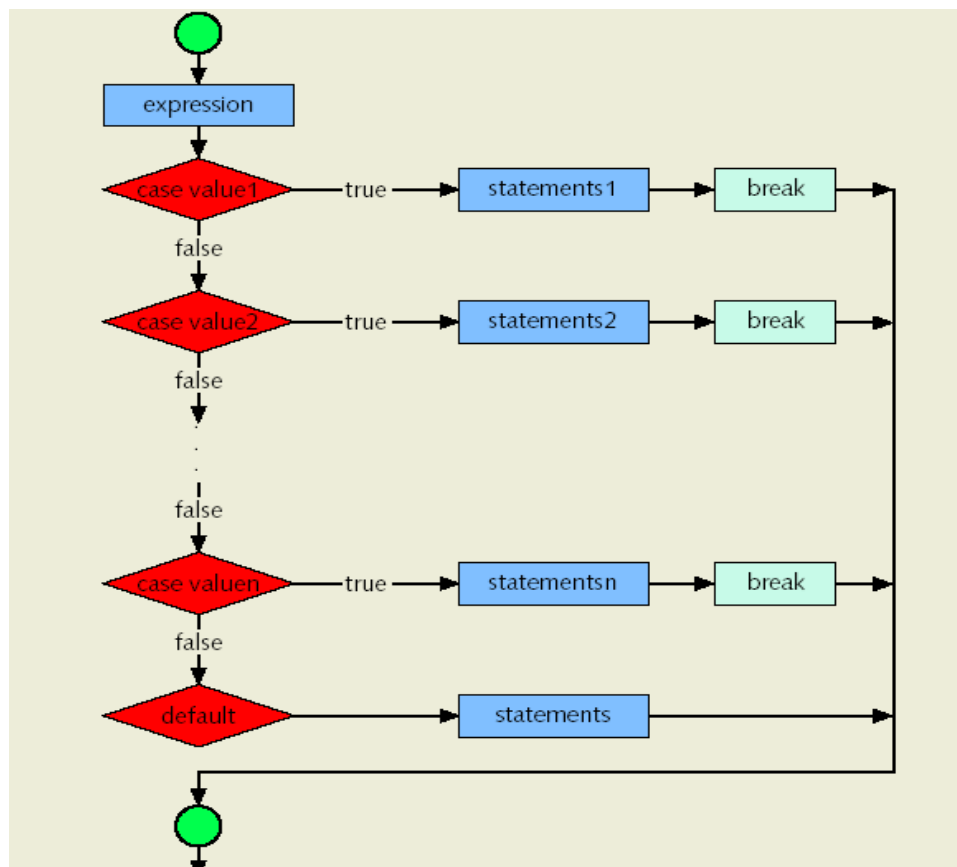 expression
case value1 true statements1 break
false
case value2 true statements2 break
false
.
.
.
false
case valuen true statementsn break
false
default statements